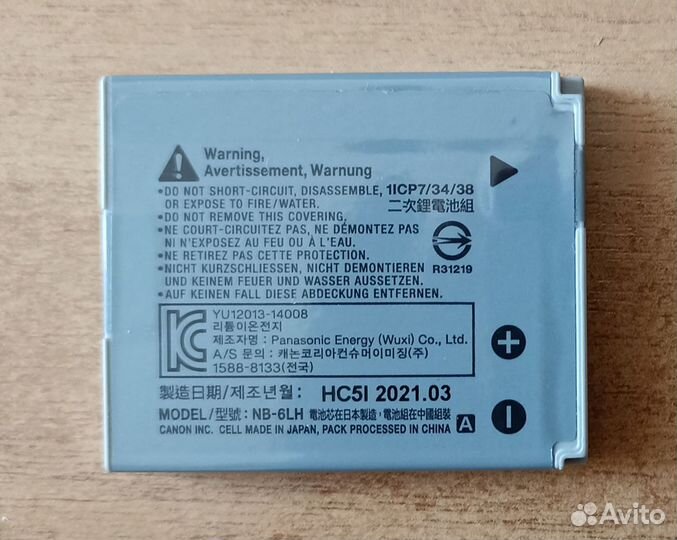 Warning,
Avertissement, Warnung
•DO NOT SHORT-CIRCUIT, DISASSEMBLE,
OR EXPOSE TO FIRE/WATER.
•DO NOT REMOVE THIS COVERING.
•NE COURT-CIRCUITEZ PAS, NE DÉMONTEZ PAS,
NI N'EXPOSEZ PAS AU FEU OU À L'EAU.
•NE RETIREZ PAS CETTE PROTECTION.
•NICHT KURZSCHLIESSEN, NICHT DEMONTIEREN
UND KEINEM FEUER UND WASSER AUSSETZEN.
•AUF KEINEN FALL DIESE ABDECKUNG ENTFERNEN.
1ICP7/34/38
二次鋰電池組
R31219
YU12013-14008
리튬이온전지
제조자명 : Panasonic Energy (Wuxi) Co., Ltd.
A/S 문의 : 캐논코리아컨슈머이미징(주)
1588-8133(전국)
製造日期/제조년월: HC5I 2021.03
MODEL/型號: NB-6LH 電池芯在日本製造，電池組在中國組裝
CANON INC. CELL MADE IN JAPAN, PACK PROCESSED IN CHINA A
Avito